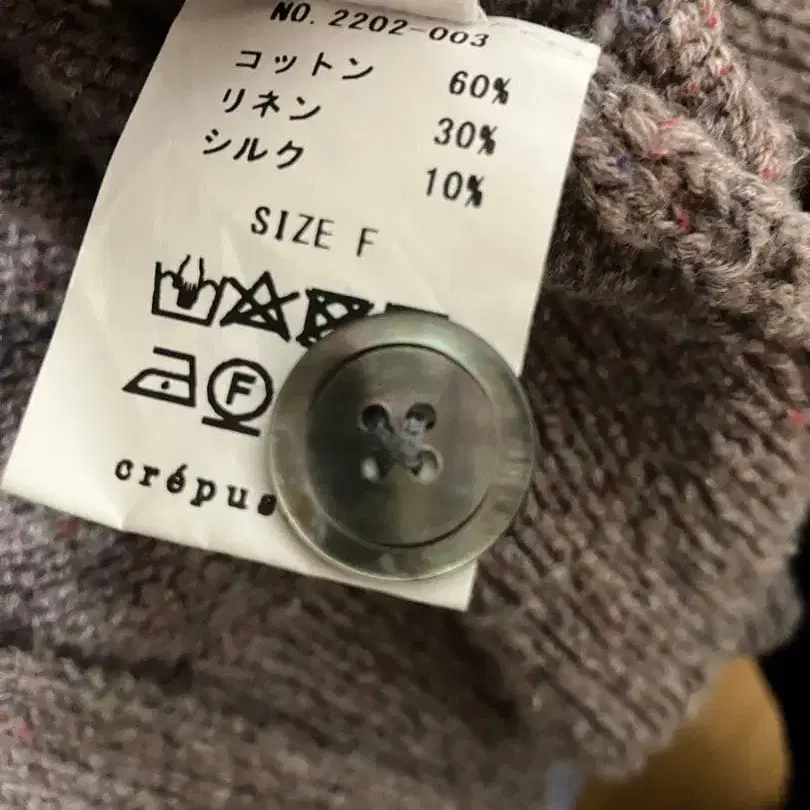 NO. 2202-003
コットン 60%
リネン 30%
シルク 10%
SIZE F
F
crépus